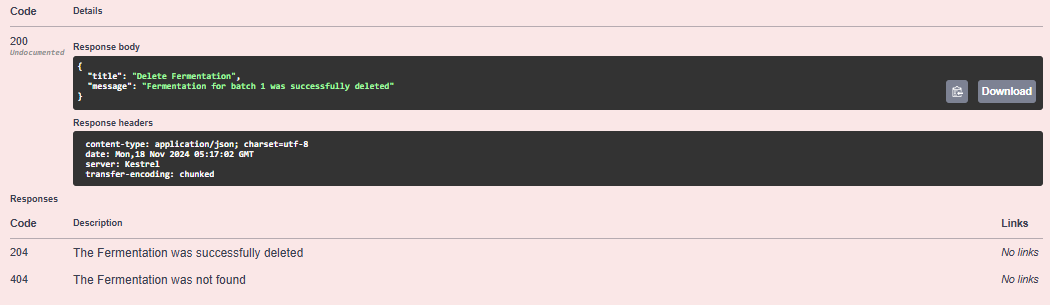 Code Details
200
Undocumented
Response body
{
"title": "Delete Fermentation",
"message": "Fermentation for batch 1 was successfully deleted"
}
Download
Response headers
content-type: application/json; charset=utf-8
date: Mon,18 Nov 2024 05:17:02 GMT
server: Kestrel
transfer-encoding: chunked
Responses
Code Description Links
204 The Fermentation was successfully deleted No links
404 The Fermentation was not found No links